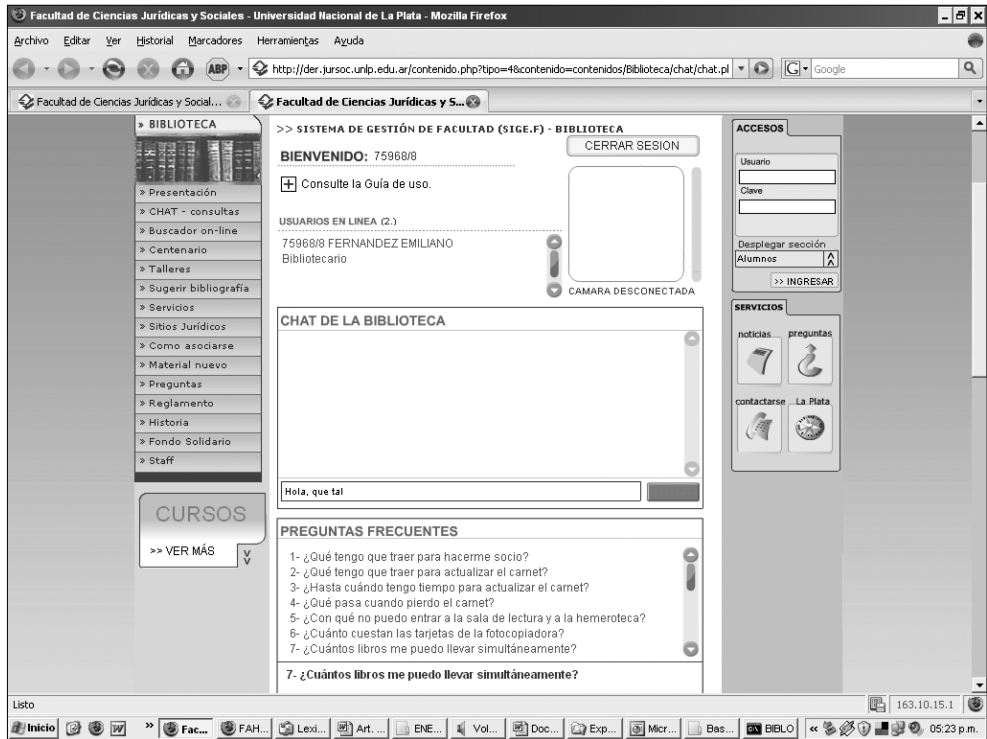 Facultad de Ciencias Jurídicas y Sociales - Universidad Nacional de La Plata - Mozilla Firefox
Archivo Editar Ver Historial Marcadores Herramientas Ayuda
ABP http://der.jursoc.unlp.edu.ar/contenido.php?tipo=4&contenido=contenidos/Biblioteca/chat/chat.pl G Google
Facultad de Ciencias Jurídicas y Social... Facultad de Ciencias Jurídicas y S...
» BIBLIOTECA
» Presentación
» CHAT - consultas
» Buscador on-line
» Centenario
» Talleres
» Sugerir bibliografía
» Servicios
» Sitios Jurídicos
» Como asociarse
» Material nuevo
» Preguntas
» Reglamento
» Historia
» Fondo Solidario
» Staff
CURSOS
>> VER MÁS
>> SISTEMA DE GESTIÓN DE FACULTAD (SIGE.F) - BIBLIOTECA
CERRAR SESION
BIENVENIDO: 75968/8
Consulte la Guía de uso.
USUARIOS EN LINEA (2.)
75968/8 FERNANDEZ EMILIANO
Bibliotecario
CAMARA DESCONECTADA
CHAT DE LA BIBLIOTECA
Hola, que tal
PREGUNTAS FRECUENTES
1- ¿Qué tengo que traer para hacerme socio?
2- ¿Qué tengo que traer para actualizar el carnet?
3- ¿Hasta cuándo tengo tiempo para actualizar el carnet?
4- ¿Qué pasa cuando pierdo el carnet?
5- ¿Con qué no puedo entrar a la sala de lectura y a la hemeroteca?
6- ¿Cuánto cuestan las tarjetas de la fotocopiadora?
7- ¿Cuántos libros me puedo llevar simultáneamente?
7- ¿Cuántos libros me puedo llevar simultáneamente?
ACCESOS
Usuario
Clave
Desplegar sección
Alumnos
>> INGRESAR
SERVICIOS
noticias preguntas
contactarse La Plata
Listo 163.10.15.1
Inicio » Fac... FAH... Lexi... Art. ... ENE... Vol... Doc... Exp... Micr... Bas... BIBLO « 05:23 p.m.